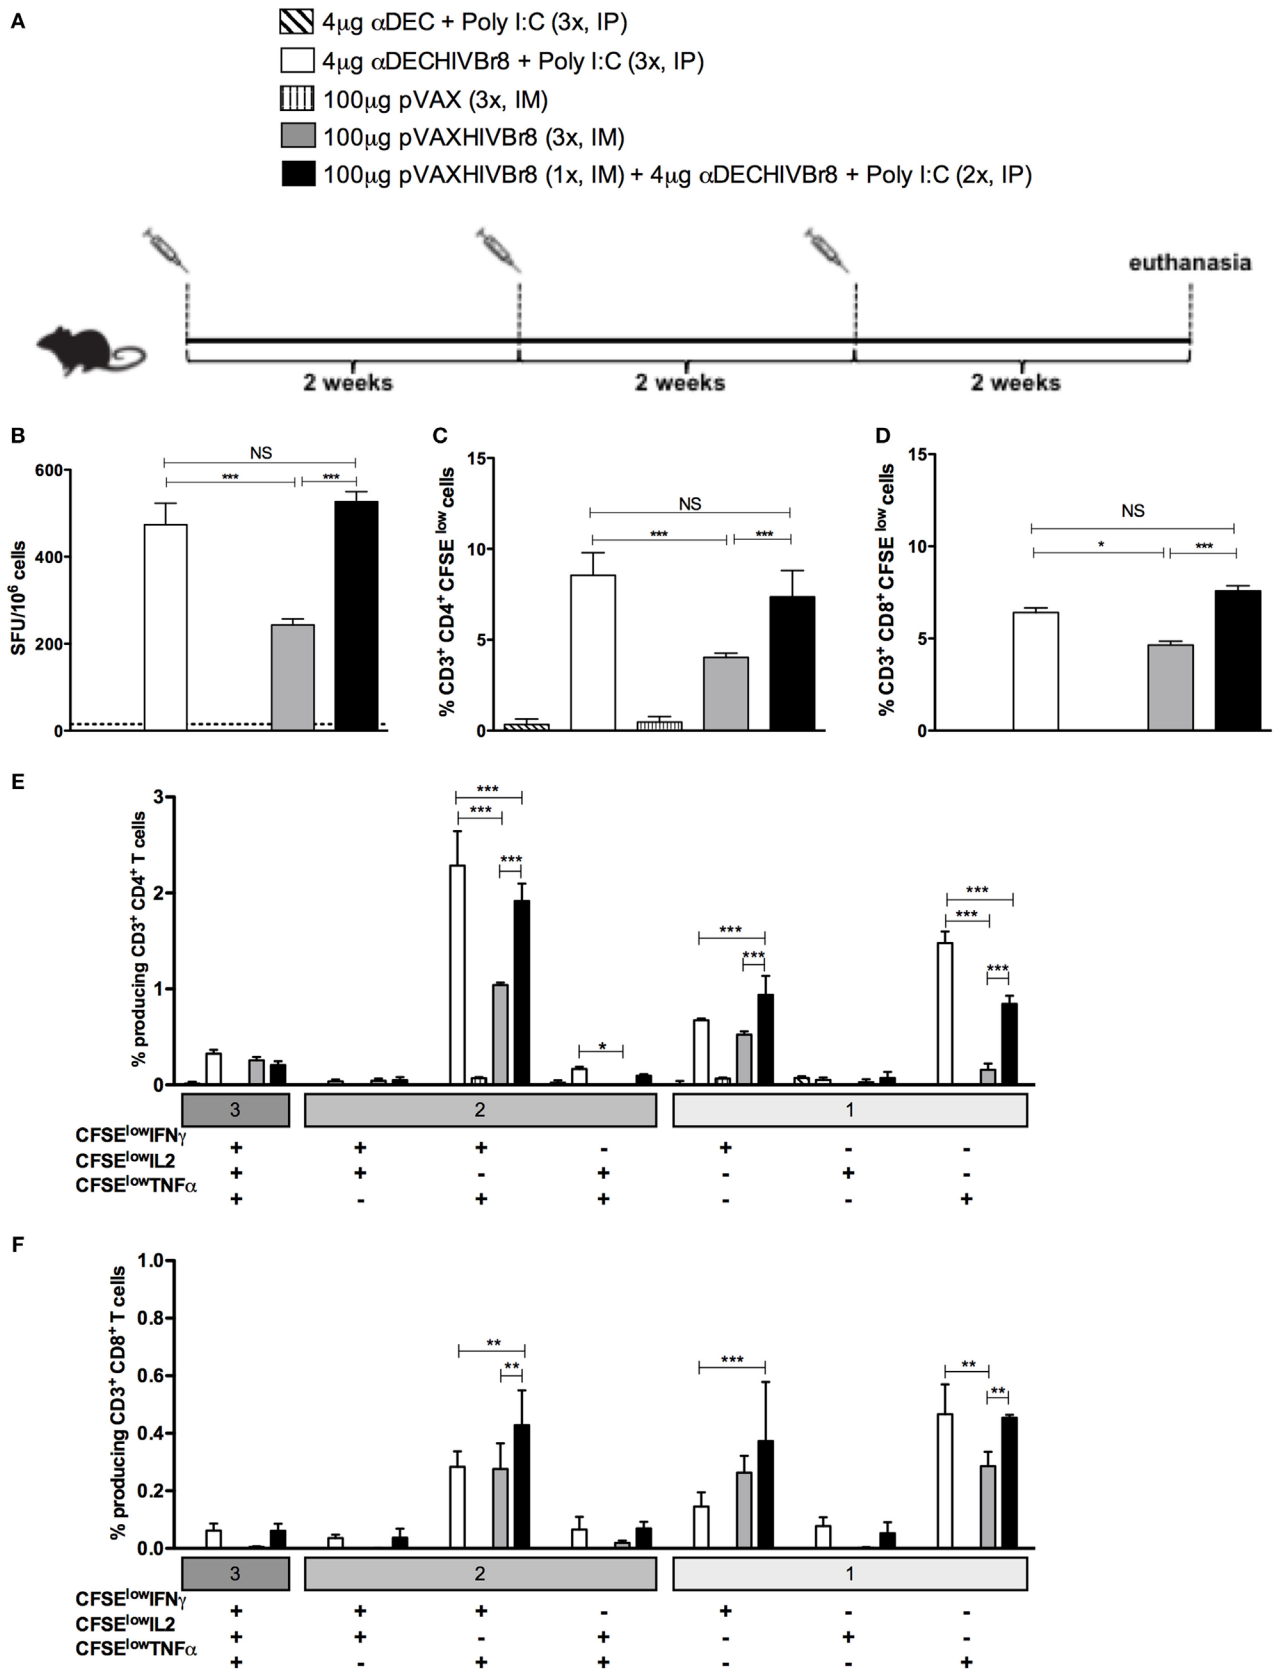 A
4μg αDEC + Poly I:C (3x, IP)
4μg αDECHIVBr8 + Poly I:C (3x, IP)
100μg pVAX (3x, IM)
100μg pVAXHIVBr8 (3x, IM)
100μg pVAXHIVBr8 (1x, IM) + 4μg αDECHIVBr8 + Poly I:C (2x, IP)
euthanasia
2 weeks 2 weeks 2 weeks
B
SFU/10⁶ cells
600
400
200
0
NS
*** ***
C
% CD3⁺ CD4⁺ CFSE low cells
15
10
5
0
NS
*** ***
D
% CD3⁺ CD8⁺ CFSE low cells
15
10
5
0
NS
* ***
E
% producing CD3⁺ CD4⁺ T cells
3
2
1
0
***
***
***
*
***
***
***
***
***
3 2 1
CFSElowIFNγ + + + - + - -
CFSElowIL2 + + - + - + -
CFSElowTNFα + - + + - - +
F
% producing CD3⁺ CD8⁺ T cells
1.0
0.8
0.6
0.4
0.2
0.0
**
**
***
**
**
3 2 1
CFSElowIFNγ + + + - + - -
CFSElowIL2 + + - + - + -
CFSElowTNFα + - + + - - +